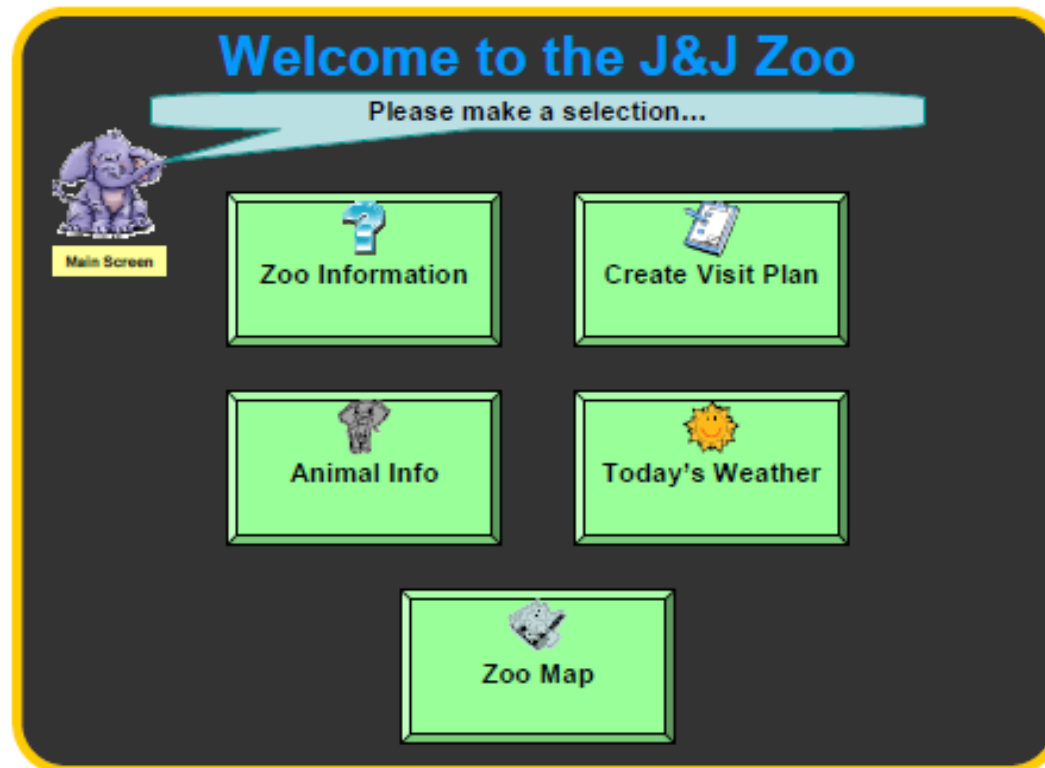 Welcome to the J&J Zoo
Please make a selection...
Main Screen
Zoo Information
Create Visit Plan
Animal Info
Today's Weather
Zoo Map